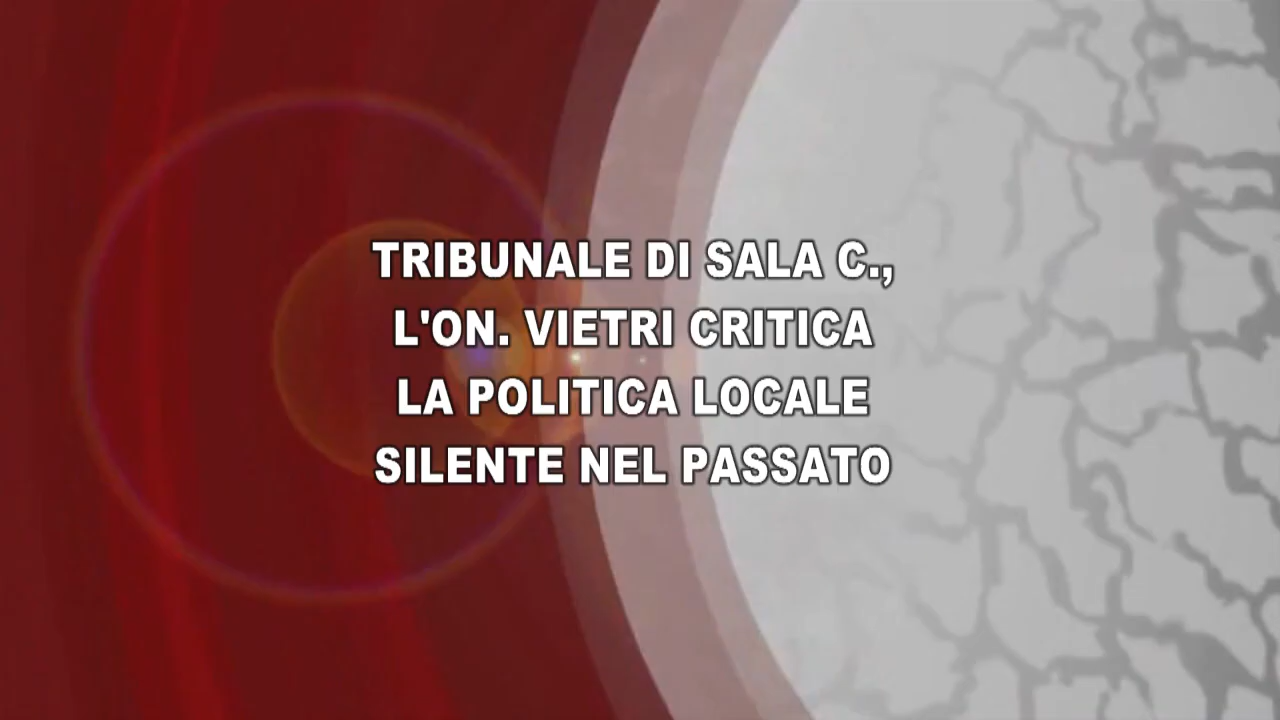 TRIBUNALE DI SALA C.,
L'ON. VIETRI CRITICA
LA POLITICA LOCALE
SILENTE NEL PASSATO